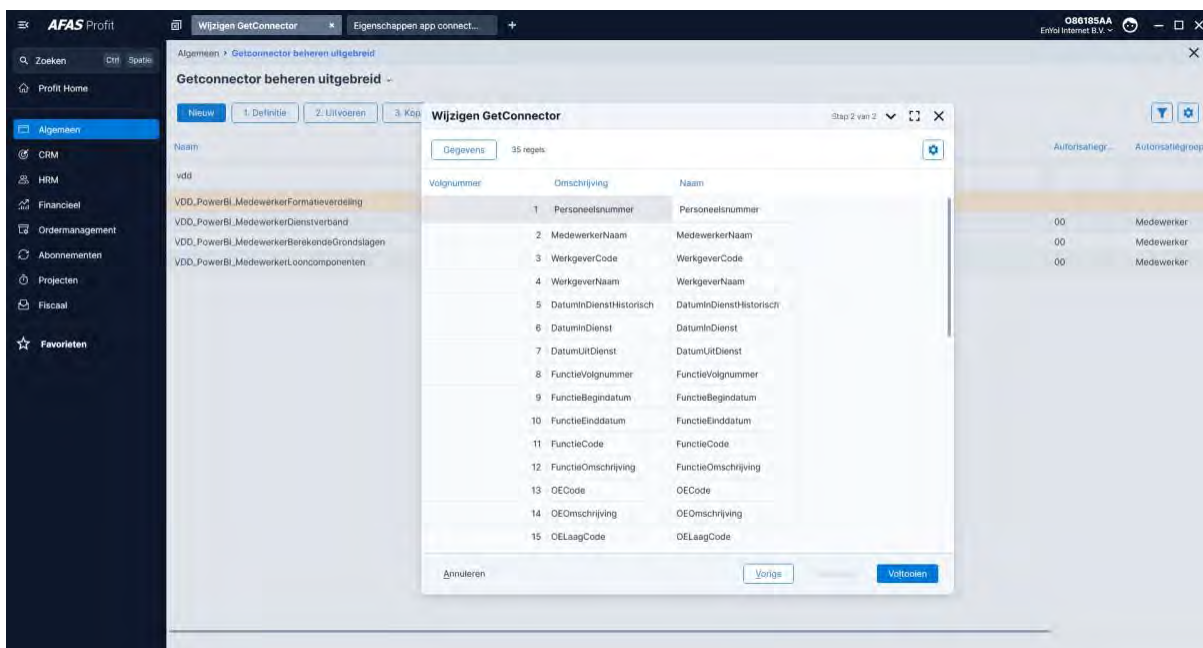 AFAS Profit
Wijzigen GetConnector
Eigenschappen app connect...
O86185AA
EnYoi Internet B.V.
Zoeken
Ctrl Spatie
Profit Home
Algemeen
CRM
HRM
Financieel
Ordermanagement
Abonnementen
Projecten
Fiscaal
Favorieten
Algemeen > Getconnector beheren uitgebreid
Getconnector beheren uitgebreid
Nieuw
1. Definitie
2. Uitvoeren
3. Kop
Naam
Autorisatiegr...
Autorisatiegroep
vdd
VDD_PowerBi_MedewerkerFormatieverdeling
VDD_PowerBi_MedewerkerDienstverband 00 Medewerker
VDD_PowerBi_MedewerkerBerekendeGrondslagen 00 Medewerker
VDD_PowerBi_MedewerketLooncomponenten 00 Medewerker
Wijzigen GetConnector
Stap 2 van 2
Gegevens
35 regels
Volgnummer Omschrijving Naam
1 Personeelsnummer Personeelsnummer
2 MedewerkerNaam MedewerkerNaam
3 WerkgeverCode WerkgeverCode
4 WerkgeverNaam WerkgeverNaam
5 DatumInDienstHistorisch DatumInDienstHistorisch
6 DatumInDienst DatumInDienst
7 DatumUitDienst DatumUitDienst
8 FunctieVolgnummer FunctieVolgnummer
9 FunctieBegindatum FunctieBegindatum
10 FunctieEinddatum FunctieEinddatum
11 FunctieCode FunctieCode
12 FunctieOmschrijving FunctieOmschrijving
13 OECode OECode
14 OEOmschrijving OEOmschrijving
15 OELaagCode OELaagCode
Annuleren
Vorige
Voltooien